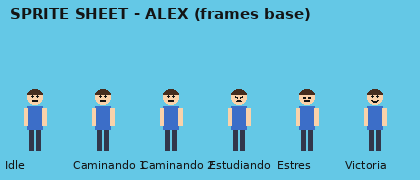 SPRITE SHEET - ALEX (frames base)
Idle Caminando 1 Caminando 2 Estudiando Estres Victoria